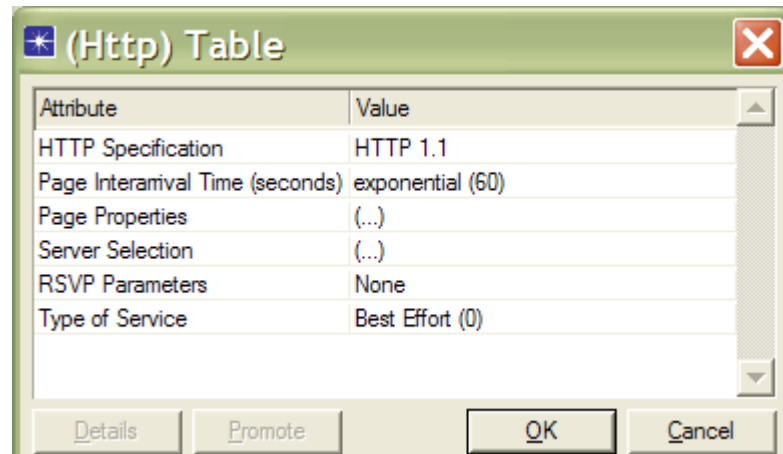 (Http) Table
Attribute Value
HTTP Specification HTTP 1.1
Page Interarrival Time (seconds) exponential (60)
Page Properties (...)
Server Selection (...)
RSVP Parameters None
Type of Service Best Effort (0)
Details Promote OK Cancel